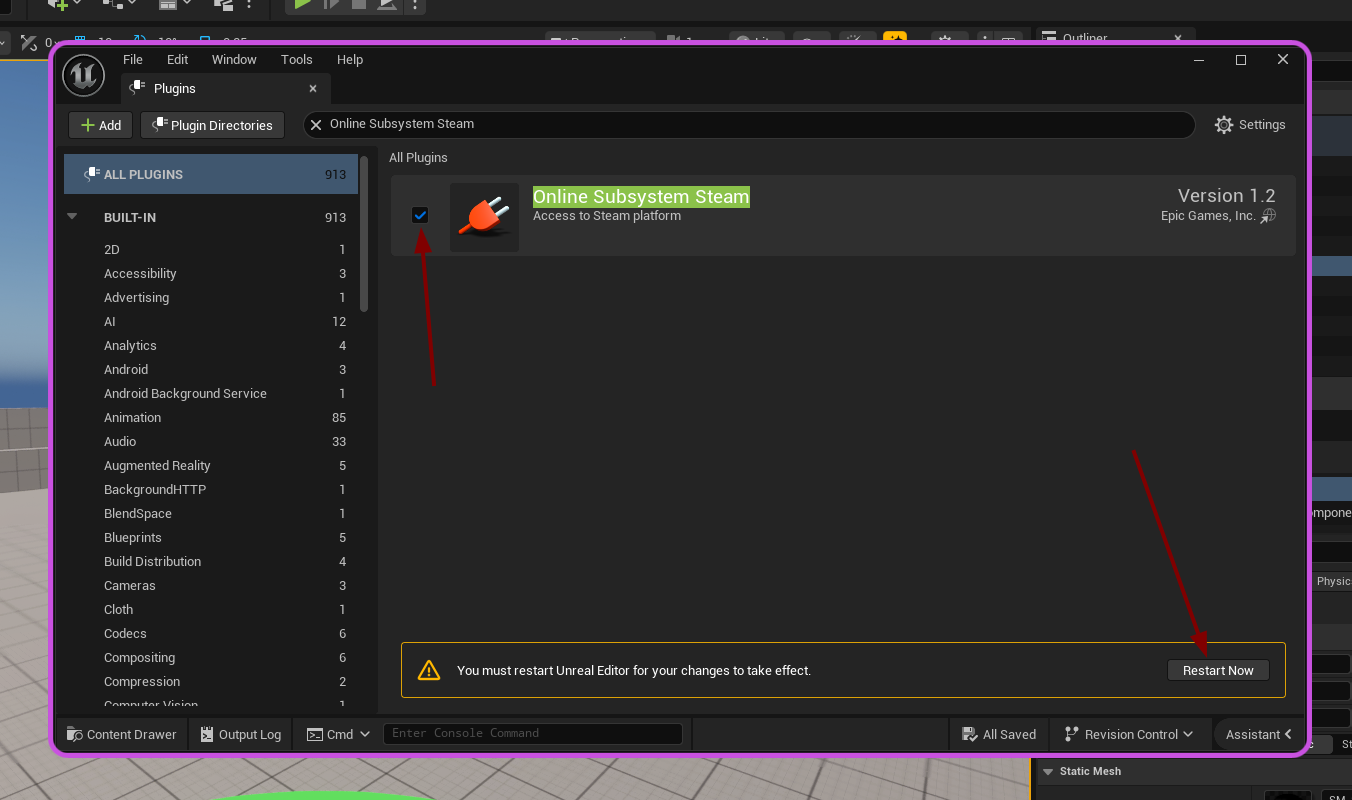 Outliner
File Edit Window Tools Help
Plugins
Add Plugin Directories Online Subsystem Steam Settings
ALL PLUGINS 913
All Plugins
BUILT-IN 913
Online Subsystem Steam
Access to Steam platform
Version 1.2
Epic Games, Inc.
2D 1
Accessibility 3
Advertising 1
AI 12
Analytics 4
Android 3
Android Background Service 1
Animation 85
Audio 33
Augmented Reality 5
BackgroundHTTP 1
BlendSpace 1
Blueprints 5
Build Distribution 4
Cameras 3
Cloth 1
Codecs 6
Compositing 6
Compression 2
Computer Vision 1
You must restart Unreal Editor for your changes to take effect.
Restart Now
Content Drawer Output Log Cmd Enter Console Command All Saved Revision Control Assistant
Physics
Static Mesh
SM